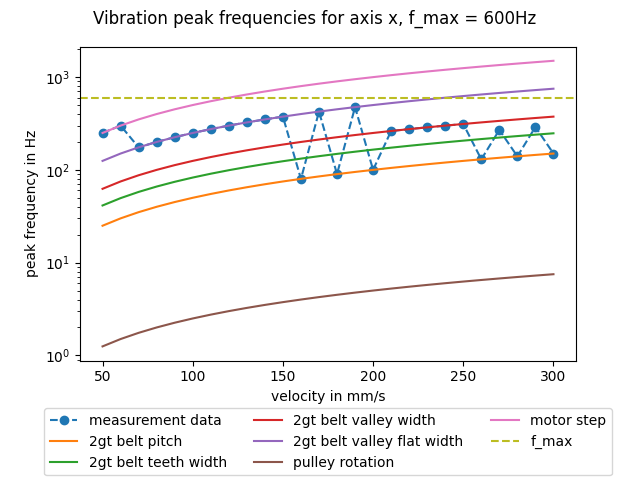 Vibration peak frequencies for axis x, f_max = 600Hz
peak frequency in Hz
10³
10²
10¹
10⁰
50 100 150 200 250 300
velocity in mm/s
measurement data
2gt belt pitch
2gt belt teeth width
2gt belt valley width
2gt belt valley flat width
pulley rotation
motor step
f_max